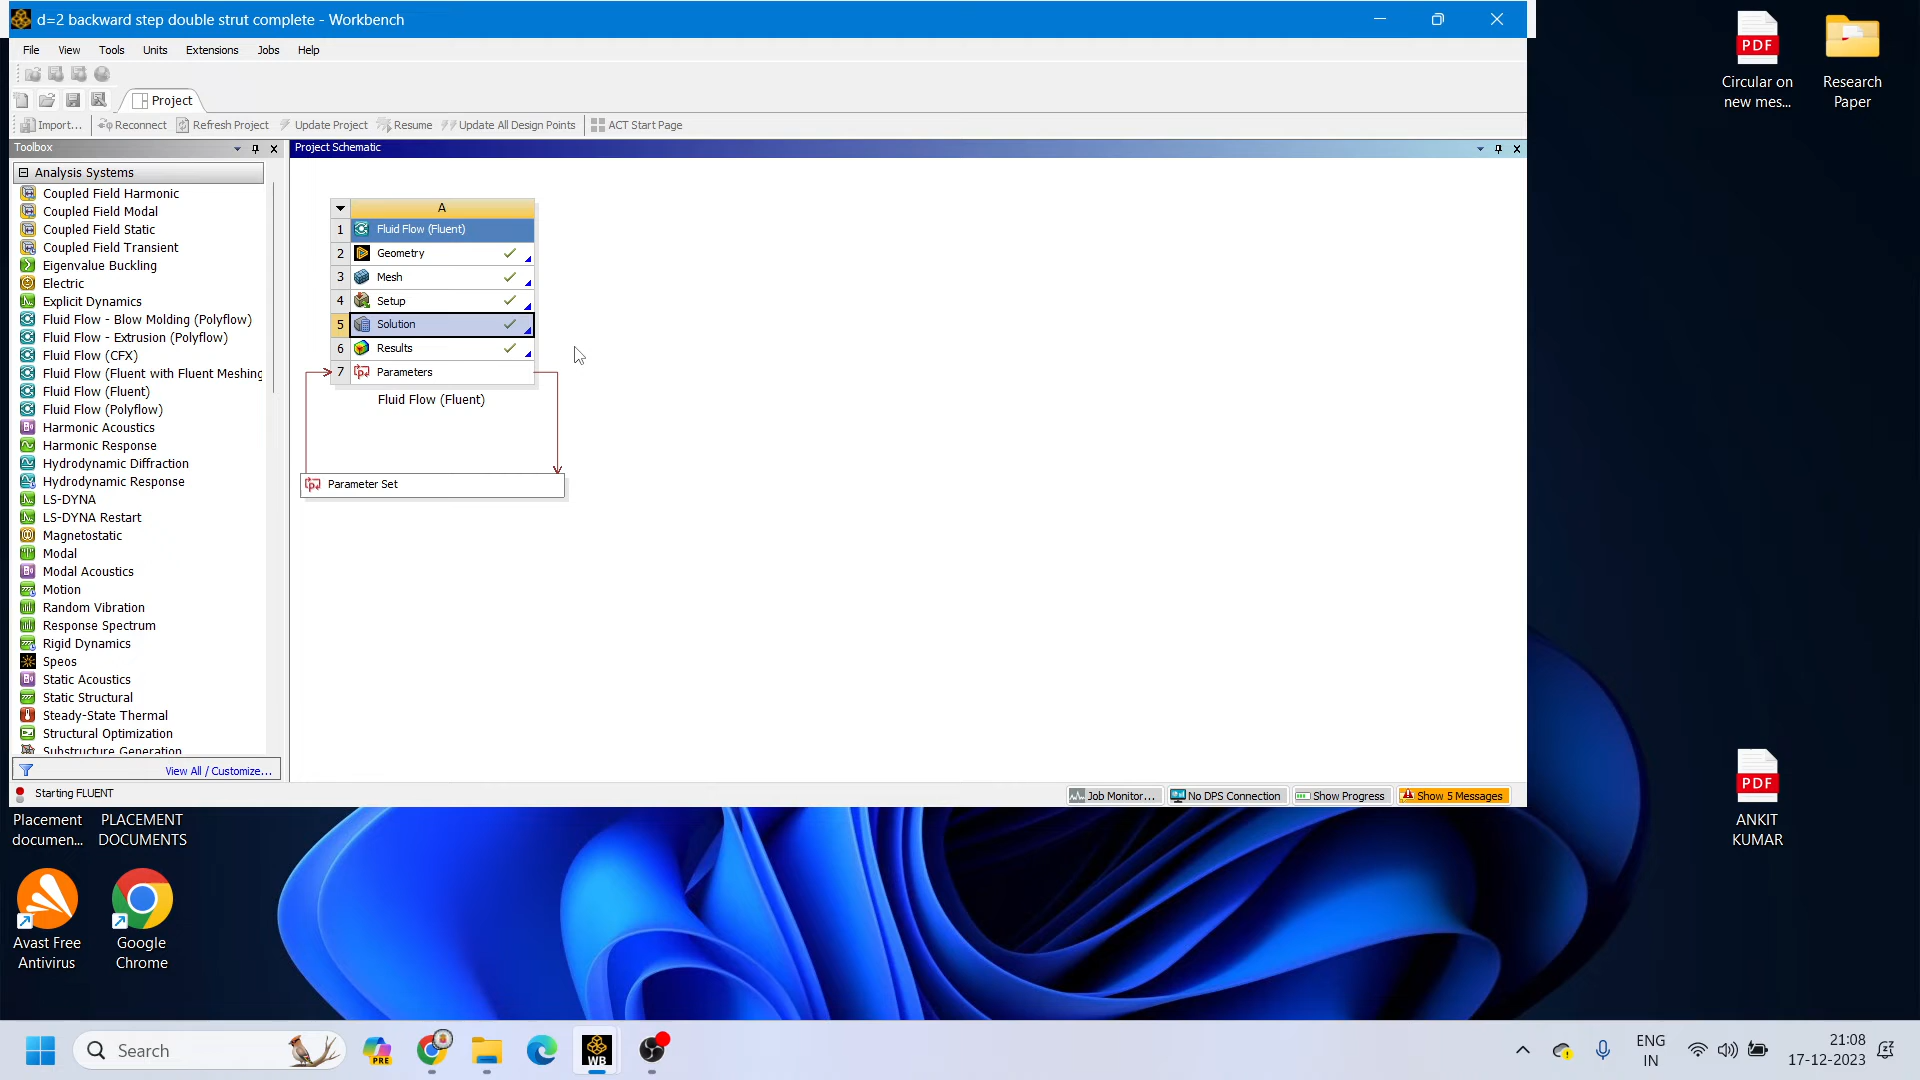 d=2 backward step double strut complete - Workbench
File View Tools Units Extensions Jobs Help
Project
Import... Reconnect Refresh Project Update Project Resume Update All Design Points ACT Start Page
Toolbox
Project Schematic
Analysis Systems
Coupled Field Harmonic
Coupled Field Modal
Coupled Field Static
Coupled Field Transient
Eigenvalue Buckling
Electric
Explicit Dynamics
Fluid Flow - Blow Molding (Polyflow)
Fluid Flow - Extrusion (Polyflow)
Fluid Flow (CFX)
Fluid Flow (Fluent with Fluent Meshing
Fluid Flow (Fluent)
Fluid Flow (Polyflow)
Harmonic Acoustics
Harmonic Response
Hydrodynamic Diffraction
Hydrodynamic Response
LS-DYNA
LS-DYNA Restart
Magnetostatic
Modal
Modal Acoustics
Motion
Random Vibration
Response Spectrum
Rigid Dynamics
Speos
Static Acoustics
Static Structural
Steady-State Thermal
Structural Optimization
Substructure Generation
View All / Customize...
A
1 Fluid Flow (Fluent)
2 Geometry
3 Mesh
4 Setup
5 Solution
6 Results
7 Parameters
Fluid Flow (Fluent)
Parameter Set
Starting FLUENT
Job Monitor... No DPS Connection Show Progress Show 5 Messages
PDF
Circular on
new mes...
Research
Paper
PDF
ANKIT
KUMAR
Placement
documen...
PLACEMENT
DOCUMENTS
Avast Free
Antivirus
Google
Chrome
Search
PRE
WB
ENG
IN
21:08
17-12-2023